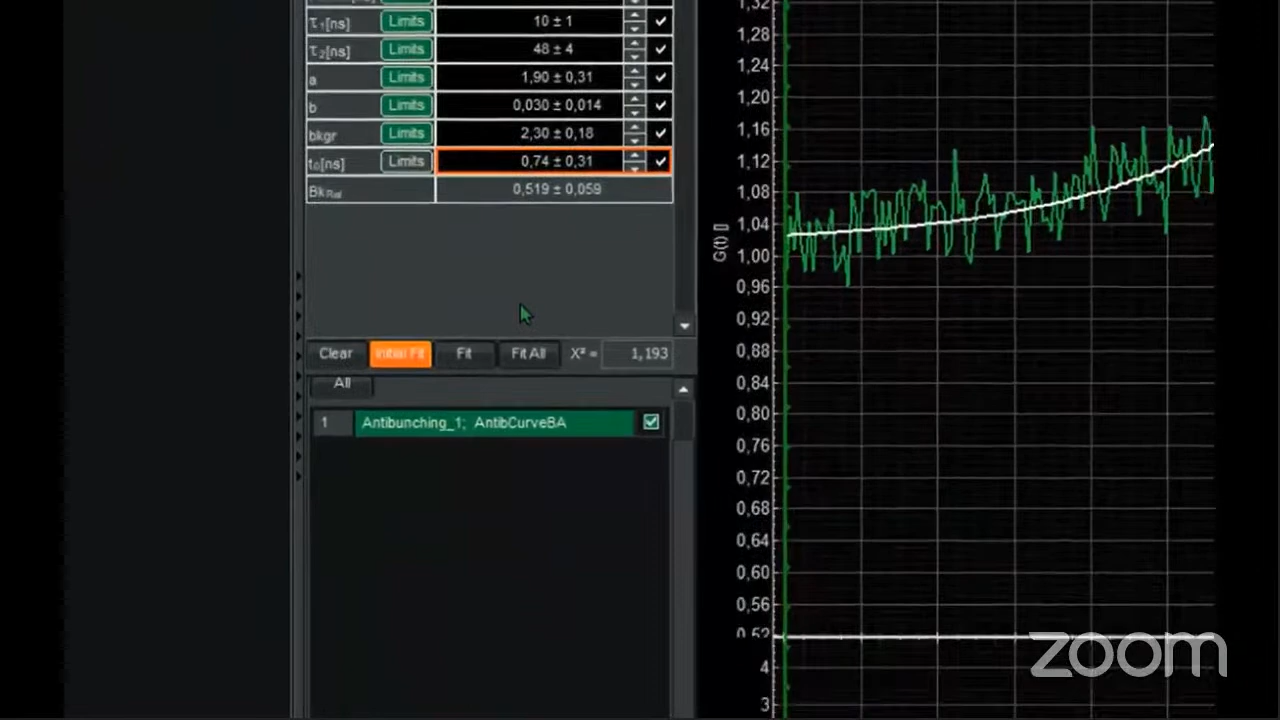 1,32
τ1[ns] Limits 10 ± 1
1,28
τ2[ns] Limits 48 ± 4
1,24
a Limits 1,90 ± 0,31
1,20
b Limits 0,030 ± 0,014
1,16
bkgr Limits 2,30 ± 0,18
1,12
t0[ns] Limits 0,74 ± 0,31
1,08
BkRel 0,519 ± 0,059
1,04
G(t) []
1,00
0,96
0,92
0,88
Clear Initial Fit Fit Fit All X² = 1,193
0,84
All
0,80
1 Antibunching_1; AntibCurveBA
0,76
0,72
0,68
0,64
0,60
0,56
0,52
4
3
zoom